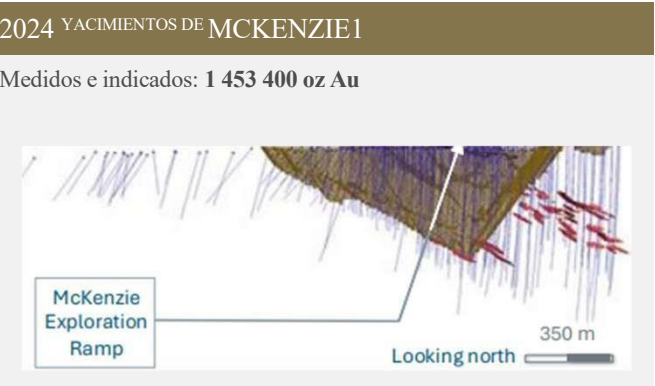 2024 YACIMIENTOS DE MCKENZIE1
Medidos e indicados: 1 453 400 oz Au
McKenzie
Exploration
Ramp
350 m
Looking north